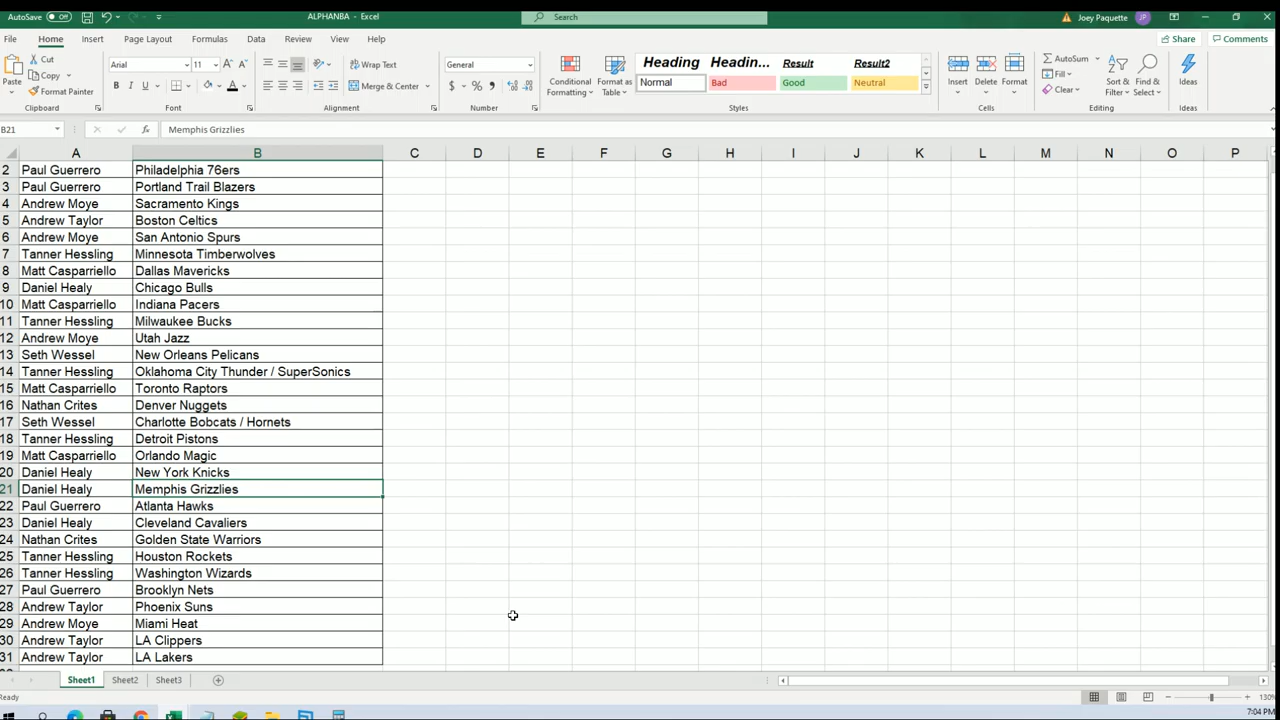 AutoSave Off ALPHANBA - Excel Search Joey Paquette JP
File Home Insert Page Layout Formulas Data Review View Help Share Comments
Paste Cut Copy Format Painter Clipboard
Arial 11 A A B I U A Font
Wrap Text Merge & Center Alignment
General $ % , Number
Conditional Formatting Format as Table
Heading Headin... Result Result2
Normal Bad Good Neutral
Styles
Insert Delete Format Cells
AutoSum Fill Clear Sort & Filter Find & Select Editing
Ideas Ideas
B21 fx Memphis Grizzlies
A B C D E F G H I J K L M N O P
2 Paul Guerrero Philadelphia 76ers
3 Paul Guerrero Portland Trail Blazers
4 Andrew Moye Sacramento Kings
5 Andrew Taylor Boston Celtics
6 Andrew Moye San Antonio Spurs
7 Tanner Hessling Minnesota Timberwolves
8 Matt Casparriello Dallas Mavericks
9 Daniel Healy Chicago Bulls
10 Matt Casparriello Indiana Pacers
11 Tanner Hessling Milwaukee Bucks
12 Andrew Moye Utah Jazz
13 Seth Wessel New Orleans Pelicans
14 Tanner Hessling Oklahoma City Thunder / SuperSonics
15 Matt Casparriello Toronto Raptors
16 Nathan Crites Denver Nuggets
17 Seth Wessel Charlotte Bobcats / Hornets
18 Tanner Hessling Detroit Pistons
19 Matt Casparriello Orlando Magic
20 Daniel Healy New York Knicks
21 Daniel Healy Memphis Grizzlies
22 Paul Guerrero Atlanta Hawks
23 Daniel Healy Cleveland Cavaliers
24 Nathan Crites Golden State Warriors
25 Tanner Hessling Houston Rockets
26 Tanner Hessling Washington Wizards
27 Paul Guerrero Brooklyn Nets
28 Andrew Taylor Phoenix Suns
29 Andrew Moye Miami Heat
30 Andrew Taylor LA Clippers
31 Andrew Taylor LA Lakers
Sheet1 Sheet2 Sheet3
Ready 130%
7:04 PM